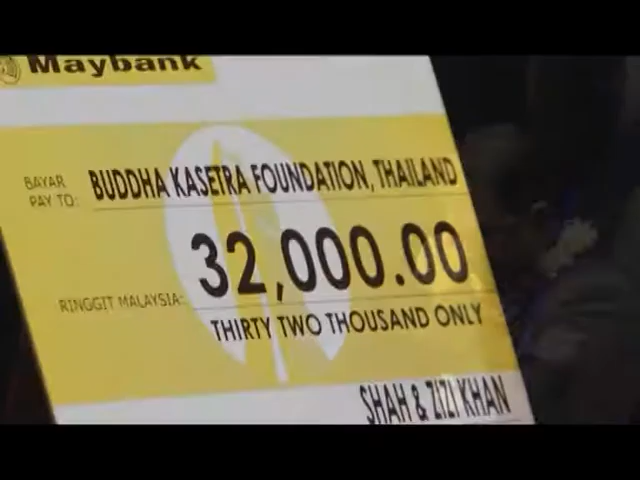 Maybank
BAYAR
PAY TO:
BUDDHA KASETRA FOUNDATION, THAILAND
32,000.00
RINGGIT MALAYSIA:
THIRTY TWO THOUSAND ONLY
SHAH & ZIZI KHAN